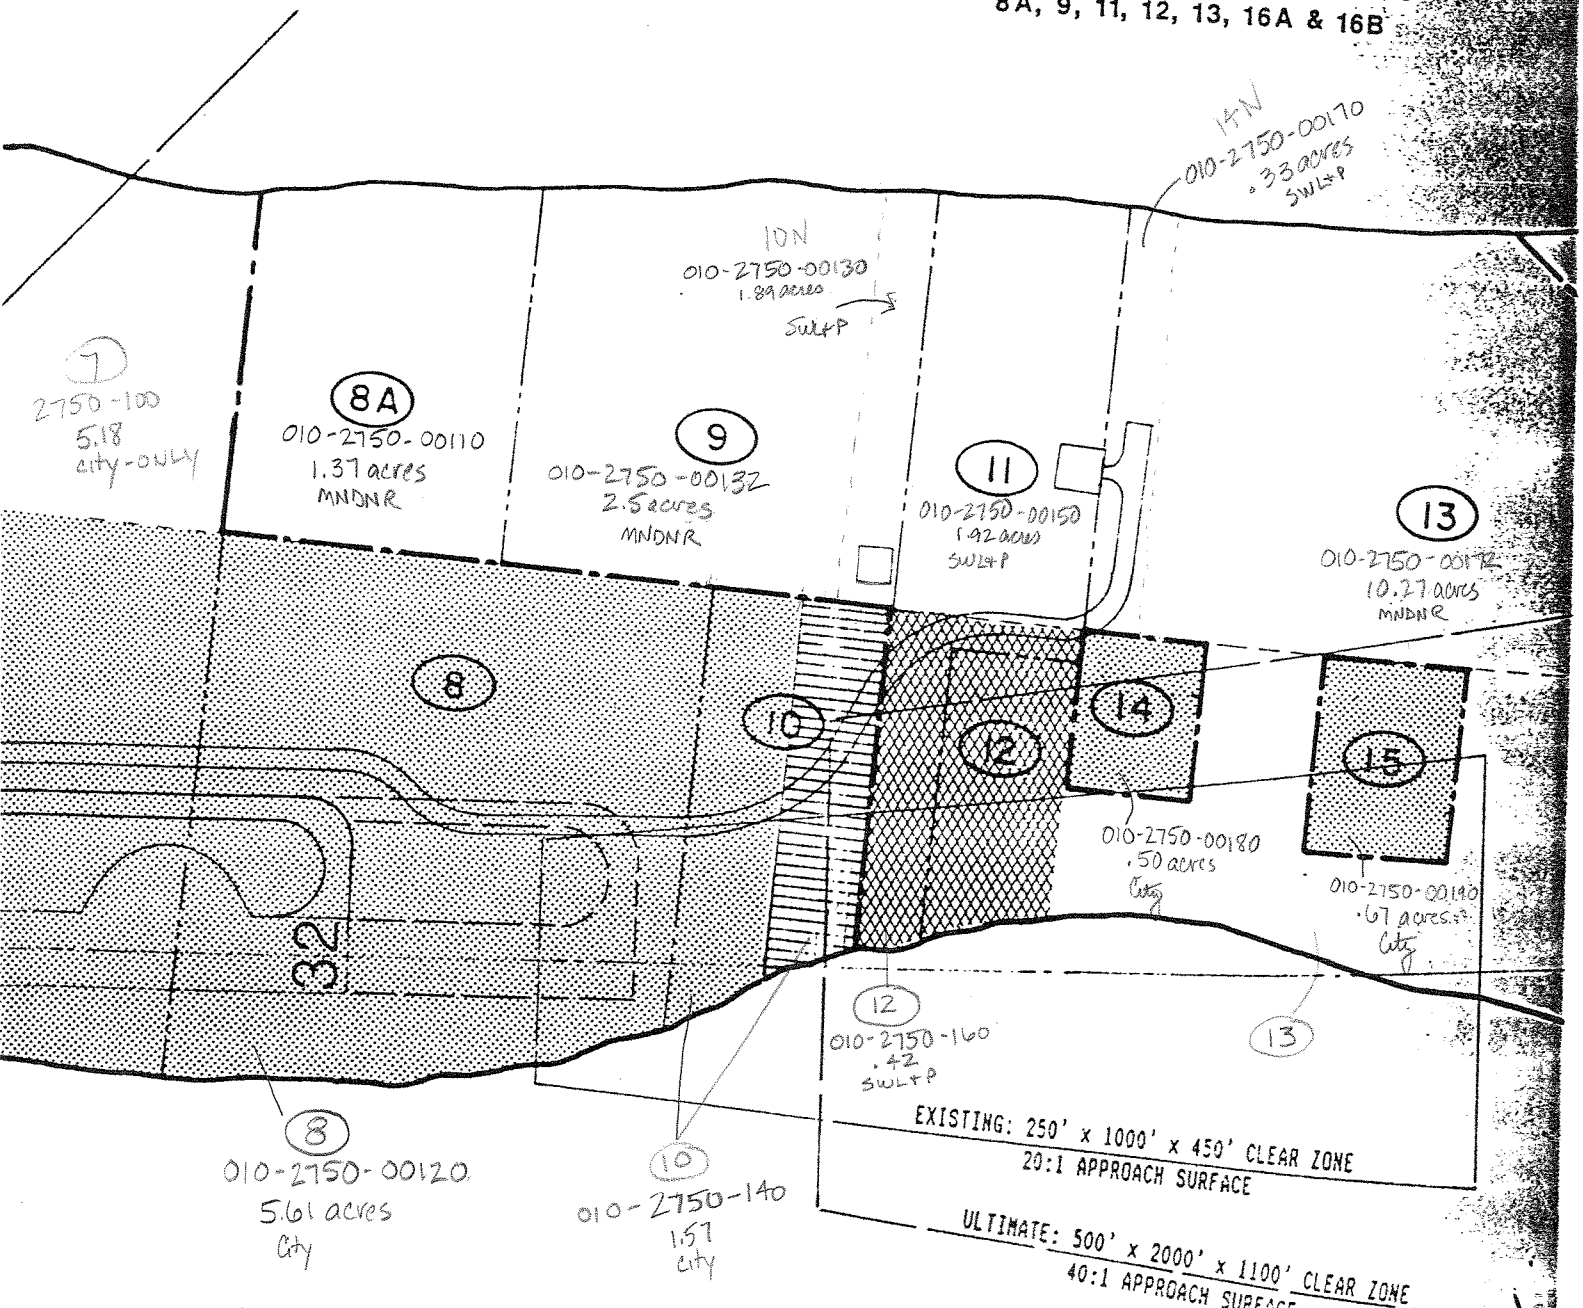 8A, 9, 11, 12, 13, 16A & 16B
14N
010-2750-00170
.33 acres
SWL+P
10N
010-2750-00130
1.89 acres
SWL+P
7
2750-100
5.18
city-ONLY
8A
010-2750-00110
1.37 acres
MNDNR
9
010-2750-00132
2.5 acres
MNDNR
11
010-2750-00150
1.92 acres
SWL+P
13
010-2750-00172
10.27 acres
MNDNR
8
10
12
14
15
010-2750-00180
.50 acres
City
010-2750-00190
.67 acres
City
32
12
010-2750-160
.42
SWL+P
13
8
010-2750-00120
5.61 acres
City
10
010-2750-140
1.57
City
EXISTING: 250' x 1000' x 450' CLEAR ZONE
20:1 APPROACH SURFACE
ULTIMATE: 500' x 2000' x 1100' CLEAR ZONE
40:1 APPROACH SURFACE